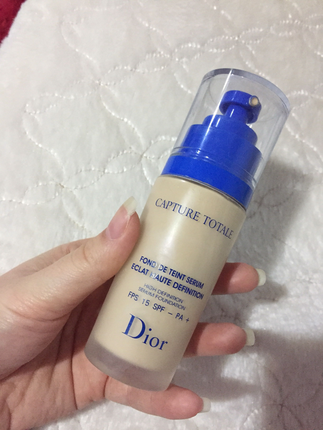 CAPTURE TOTALE
FOND DE TEINT SERUM
ECLAT HAUTE DEFINITION
HIGH DEFINITION
SERUM FOUNDATION
FPS 15 SPF - PA +
Dior